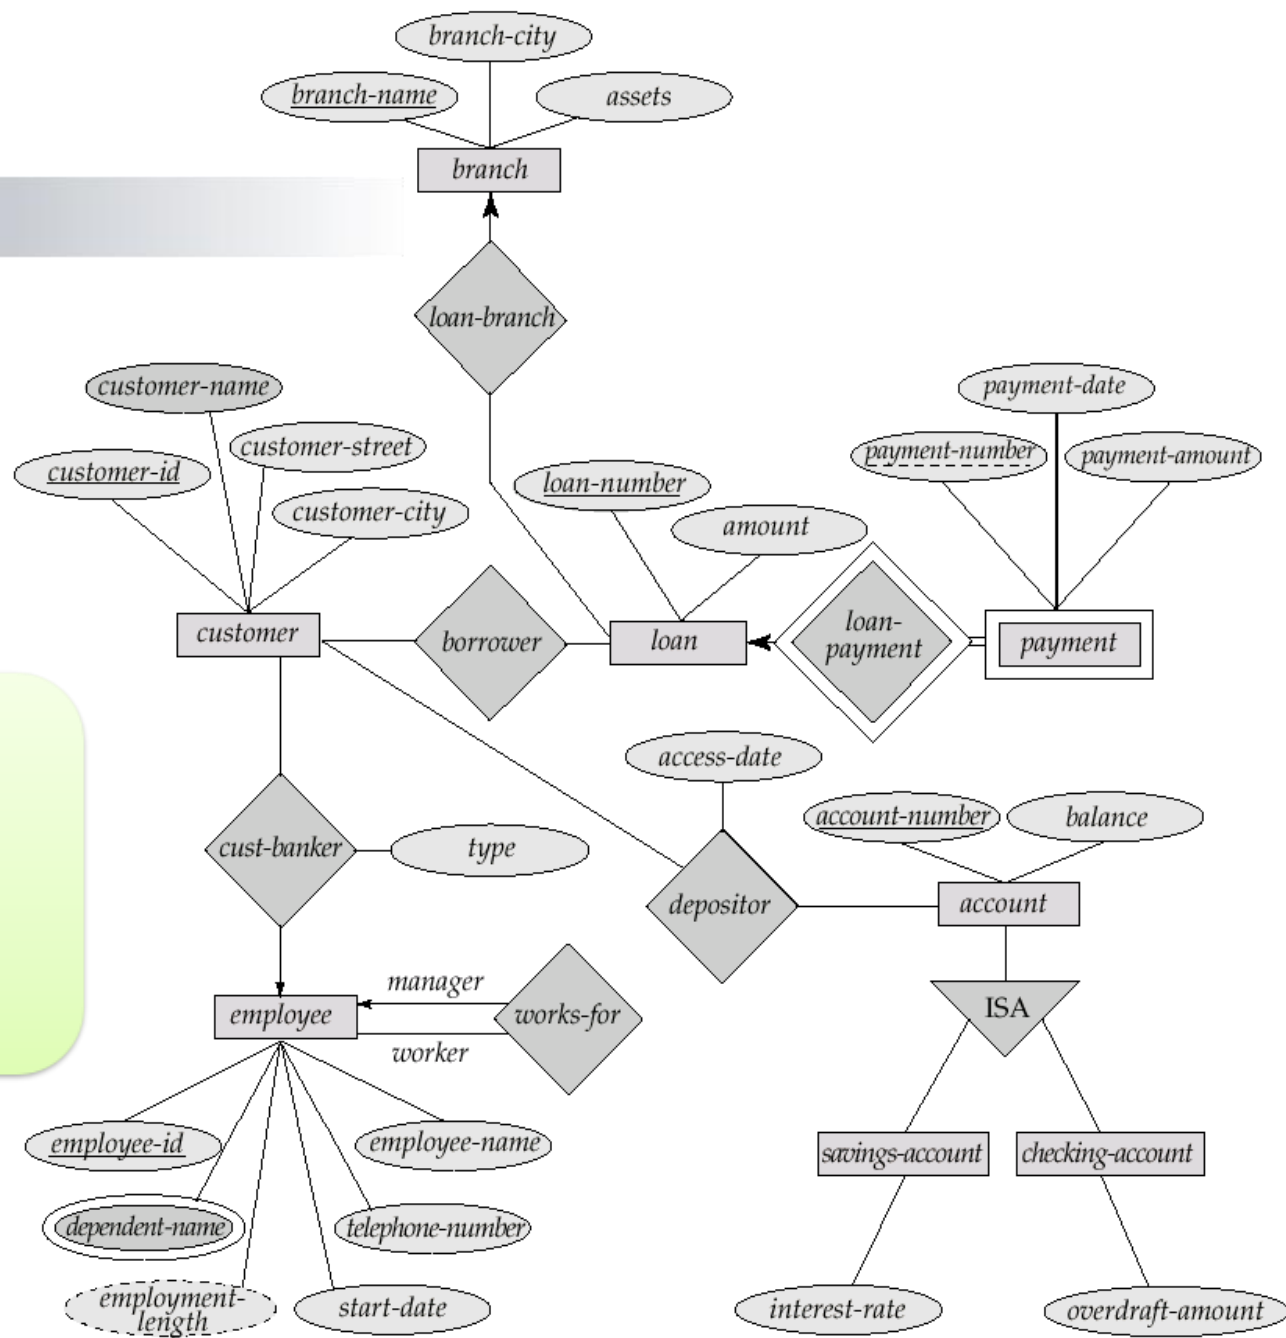 branch-city
branch-name
assets
branch
loan-branch
customer-name
payment-date
customer-street
payment-number
payment-amount
customer-id
loan-number
customer-city
amount
customer
borrower
loan
loan-
payment
payment
access-date
account-number
balance
cust-banker
type
depositor
account
manager
employee
works-for
ISA
worker
employee-id
employee-name
savings-account
checking-account
dependent-name
telephone-number
employment-
length
start-date
interest-rate
overdraft-amount